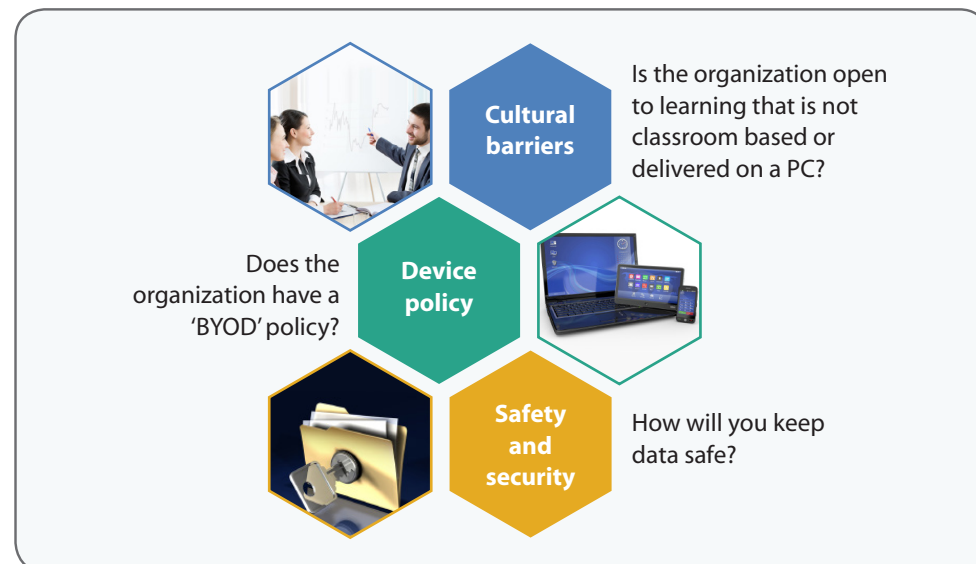 Cultural
barriers
Is the organization open
to learning that is not
classroom based or
delivered on a PC?
Does the
organization have a
‘BYOD’ policy?
Device
policy
Safety
and
security
How will you keep
data safe?